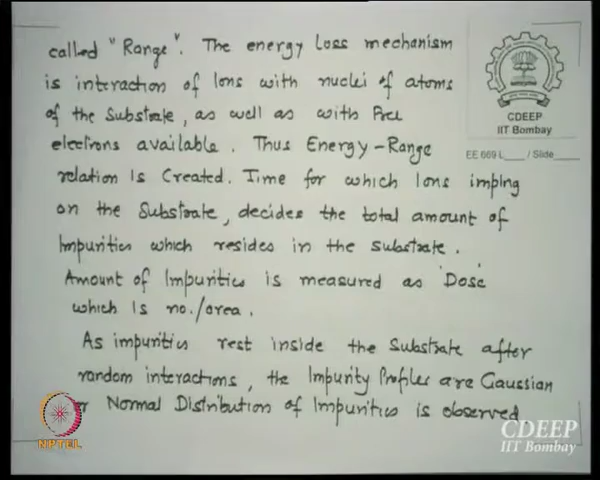 called "Range". The energy loss mechanism
is interaction of Ions with nuclei of atoms
of the Substrate, as well as with Free
electrons available. Thus Energy-Range
relation is Created. Time for which Ions imping
on the Substrate, decides the total amount of
Impurities which resides in the substrate.
Amount of Impurities is measured as 'Dose'
which is no./area.
As impurities rest inside the Substrate after
random interactions, the Impurity Profiles are Gaussian
or Normal Distribution of Impurities is observed.
CDEEP
IIT Bombay
EE 669 L____ / Slide____
NPTEL
CDEEP
IIT Bombay